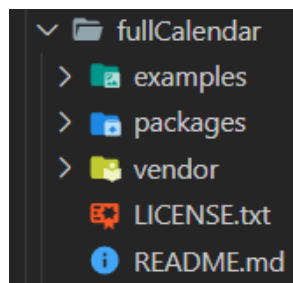 fullCalendar
examples
packages
vendor
LICENSE.txt
README.md